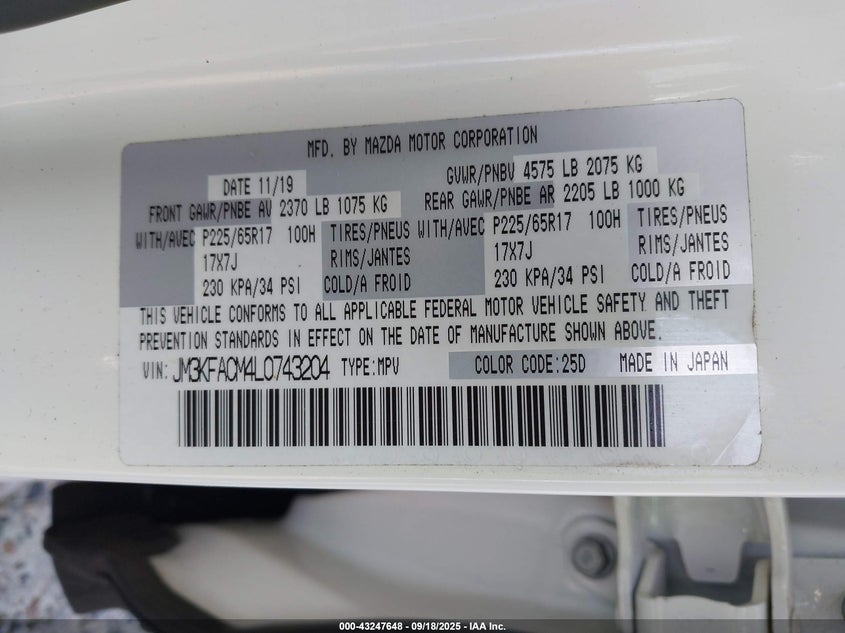 MFD. BY MAZDA MOTOR CORPORATION
DATE 11/19 GVWR/PNBV 4575 LB 2075 KG
FRONT GAWR/PNBE AV 2370 LB 1075 KG REAR GAWR/PNBE AR 2205 LB 1000 KG
WITH/AVEC P225/65R17 100H TIRES/PNEUS WITH/AVEC P225/65R17 100H TIRES/PNEUS
17X7J RIMS/JANTES 17X7J RIMS/JANTES
230 KPA/34 PSI COLD/A FROID 230 KPA/34 PSI COLD/A FROID
THIS VEHICLE CONFORMS TO ALL APPLICABLE FEDERAL MOTOR VEHICLE SAFETY AND THEFT
PREVENTION STANDARDS IN EFFECT ON THE DATE OF MANUFACTURE SHOWN ABOVE.
VIN: JM3KFACM4L0743204 TYPE:MPV COLOR CODE:25D MADE IN JAPAN
000-43247648 - 09/18/2025 - IAA Inc.